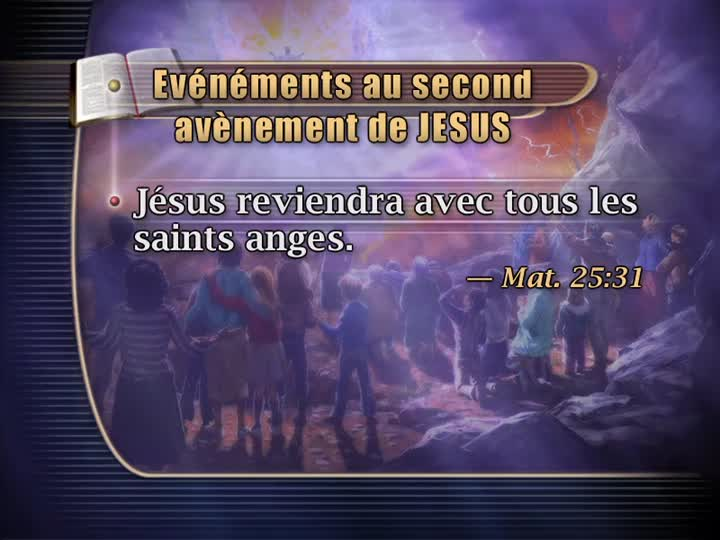 Evénéments au second
avènement de JESUS
Jésus reviendra avec tous les
saints anges.
— Mat. 25:31